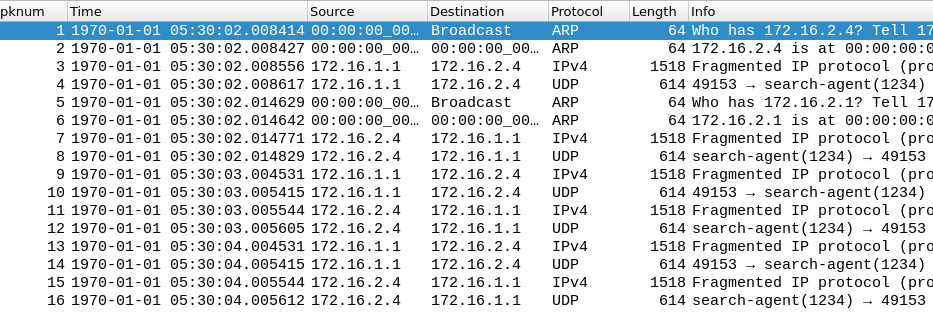 pknum Time Source Destination Protocol Length Info
1 1970-01-01 05:30:02.008414 00:00:00_00… Broadcast ARP 64 Who has 172.16.2.4? Tell 17
2 1970-01-01 05:30:02.008427 00:00:00_00… 00:00:00_00… ARP 64 172.16.2.4 is at 00:00:00:0
3 1970-01-01 05:30:02.008556 172.16.1.1 172.16.2.4 IPv4 1518 Fragmented IP protocol (pro
4 1970-01-01 05:30:02.008617 172.16.1.1 172.16.2.4 UDP 614 49153 → search-agent(1234)
5 1970-01-01 05:30:02.014629 00:00:00_00… Broadcast ARP 64 Who has 172.16.2.1? Tell 17
6 1970-01-01 05:30:02.014642 00:00:00_00… 00:00:00_00… ARP 64 172.16.2.1 is at 00:00:00:0
7 1970-01-01 05:30:02.014771 172.16.2.4 172.16.1.1 IPv4 1518 Fragmented IP protocol (pro
8 1970-01-01 05:30:02.014829 172.16.2.4 172.16.1.1 UDP 614 search-agent(1234) → 49153
9 1970-01-01 05:30:03.004531 172.16.1.1 172.16.2.4 IPv4 1518 Fragmented IP protocol (pro
10 1970-01-01 05:30:03.005415 172.16.1.1 172.16.2.4 UDP 614 49153 → search-agent(1234)
11 1970-01-01 05:30:03.005544 172.16.2.4 172.16.1.1 IPv4 1518 Fragmented IP protocol (pro
12 1970-01-01 05:30:03.005605 172.16.2.4 172.16.1.1 UDP 614 search-agent(1234) → 49153
13 1970-01-01 05:30:04.004531 172.16.1.1 172.16.2.4 IPv4 1518 Fragmented IP protocol (pro
14 1970-01-01 05:30:04.005415 172.16.1.1 172.16.2.4 UDP 614 49153 → search-agent(1234)
15 1970-01-01 05:30:04.005544 172.16.2.4 172.16.1.1 IPv4 1518 Fragmented IP protocol (pro
16 1970-01-01 05:30:04.005612 172.16.2.4 172.16.1.1 UDP 614 search-agent(1234) → 49153